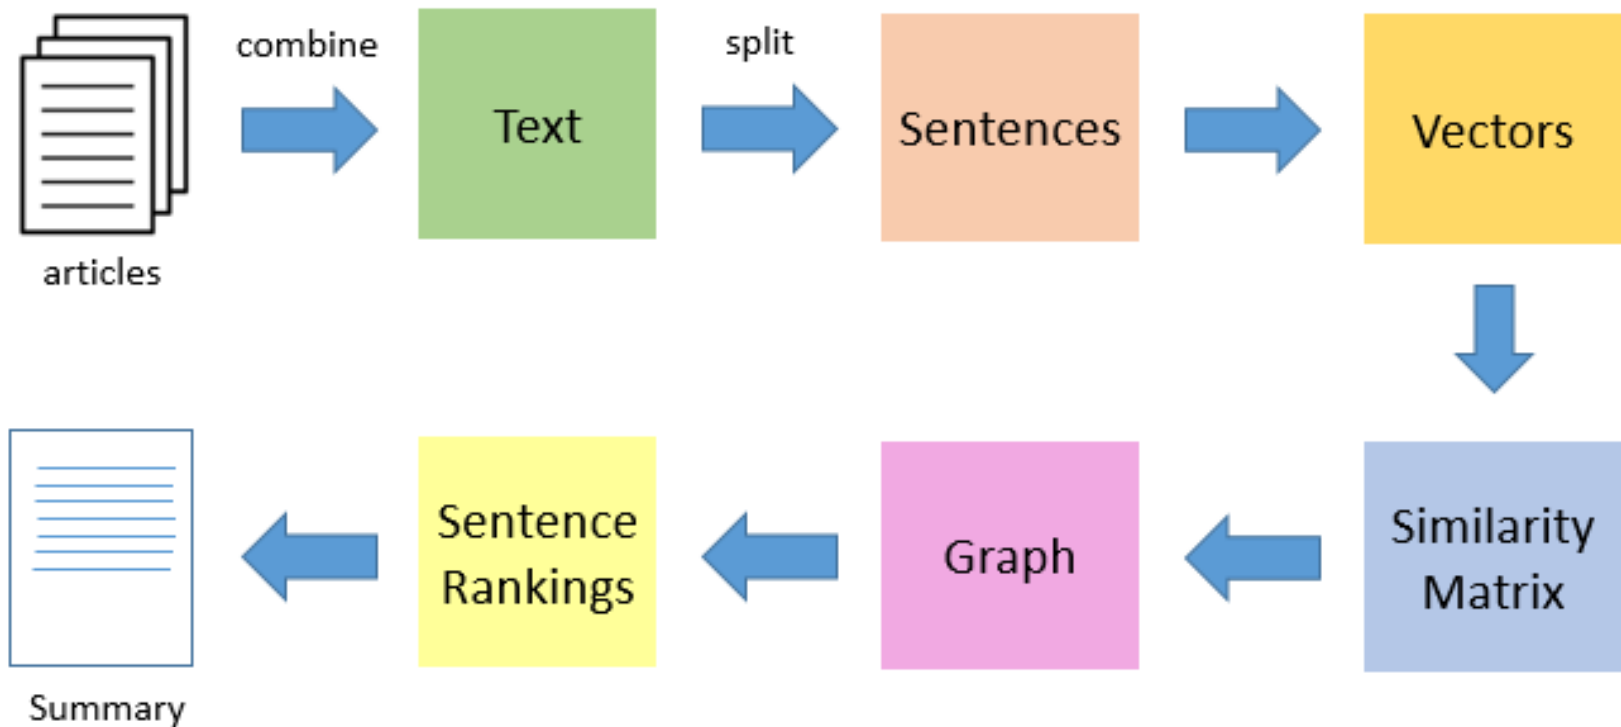 combine
split
Text
Sentences
Vectors
articles
Similarity
Matrix
Graph
Sentence
Rankings
Summary